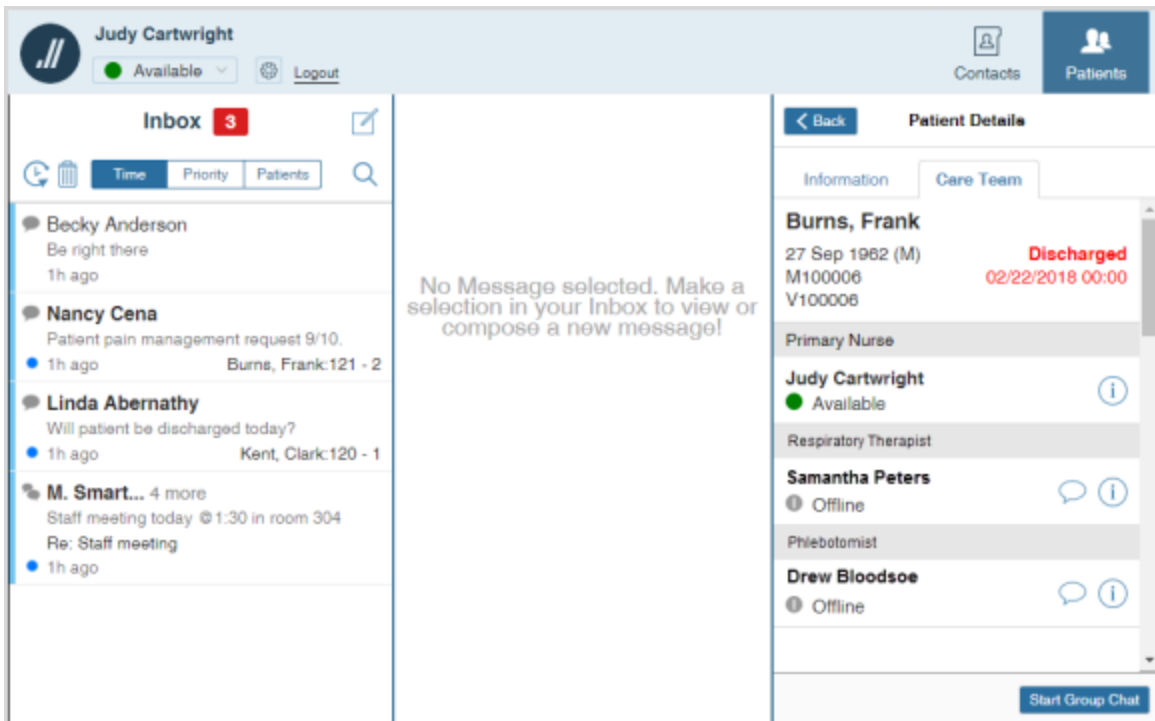 Judy Cartwright
Available
Logout
Contacts
Patients
Inbox 3
Time Priority Patients
Becky Anderson
Be right there
1h ago
Nancy Cena
Patient pain management request 9/10.
1h ago Burns, Frank:121 - 2
Linda Abernathy
Will patient be discharged today?
1h ago Kent, Clark:120 - 1
M. Smart... 4 more
Staff meeting today @1:30 in room 304
Re: Staff meeting
1h ago
No Message selected. Make a
selection in your Inbox to view or
compose a new message!
Back Patient Details
Information Care Team
Burns, Frank
27 Sep 1962 (M) Discharged
M100006 02/22/2018 00:00
V100006
Primary Nurse
Judy Cartwright
Available
Respiratory Therapist
Samantha Peters
Offline
Phlebotomist
Drew Bloodsoe
Offline
Start Group Chat